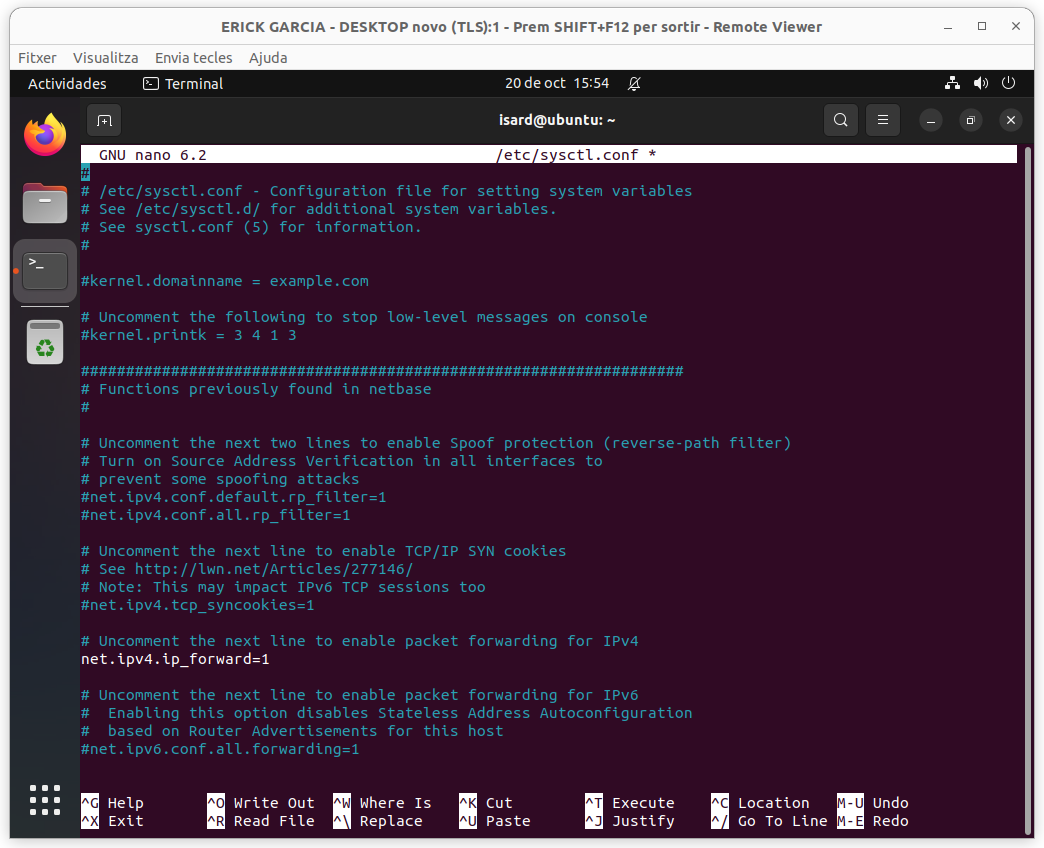 ERICK GARCIA - DESKTOP novo (TLS):1 - Prem SHIFT+F12 per sortir - Remote Viewer
Fitxer Visualitza Envia tecles Ajuda
Actividades Terminal 20 de oct 15:54
isard@ubuntu: ~
GNU nano 6.2 /etc/sysctl.conf *
#
# /etc/sysctl.conf - Configuration file for setting system variables
# See /etc/sysctl.d/ for additional system variables.
# See sysctl.conf (5) for information.
#
#kernel.domainname = example.com
# Uncomment the following to stop low-level messages on console
#kernel.printk = 3 4 1 3
###################################################################
# Functions previously found in netbase
#
# Uncomment the next two lines to enable Spoof protection (reverse-path filter)
# Turn on Source Address Verification in all interfaces to
# prevent some spoofing attacks
#net.ipv4.conf.default.rp_filter=1
#net.ipv4.conf.all.rp_filter=1
# Uncomment the next line to enable TCP/IP SYN cookies
# See http://lwn.net/Articles/277146/
# Note: This may impact IPv6 TCP sessions too
#net.ipv4.tcp_syncookies=1
# Uncomment the next line to enable packet forwarding for IPv4
net.ipv4.ip_forward=1
# Uncomment the next line to enable packet forwarding for IPv6
#  Enabling this option disables Stateless Address Autoconfiguration
#  based on Router Advertisements for this host
#net.ipv6.conf.all.forwarding=1
^G Help ^O Write Out ^W Where Is ^K Cut ^T Execute ^C Location M-U Undo
^X Exit ^R Read File ^\ Replace ^U Paste ^J Justify ^/ Go To Line M-E Redo